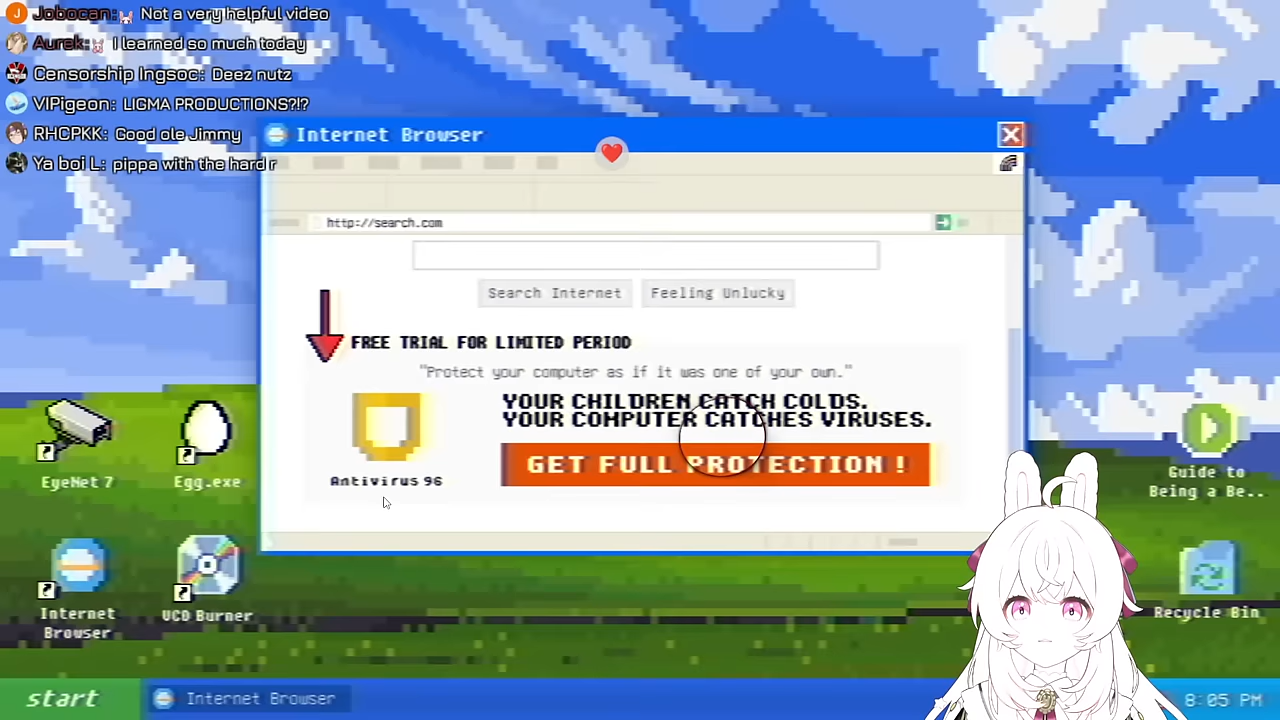 Jobocan: Not a very helpful video
Aurek: I learned so much today
Censorship Ingsoc: Deez nutz
VIPigeon: LIGMA PRODUCTIONS?!?
RHCPKK: Good ole Jimmy
Ya boi L: pippa with the hard r
Internet Browser
http://search.com
Search Internet
Feeling Unlucky
FREE TRIAL FOR LIMITED PERIOD
"Protect your computer as if it was one of your own."
YOUR CHILDREN CATCH COLDS.
YOUR COMPUTER CATCHES VIRUSES.
GET FULL PROTECTION !
Antivirus 96
EyeNet 7
Egg.exe
Guide to
Being a Be..
Internet
Browser
VCD Burner
Recycle Bin
start
Internet Browser
8:05 PM